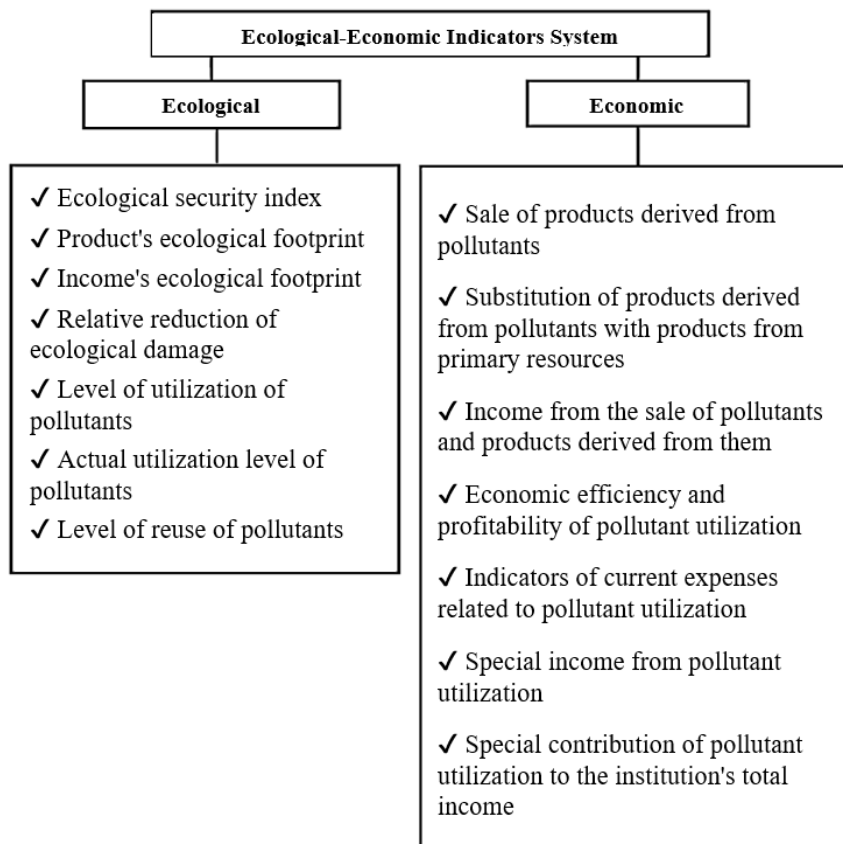 Ecological-Economic Indicators System
Ecological
✓ Ecological security index
✓ Product's ecological footprint
✓ Income's ecological footprint
✓ Relative reduction of
ecological damage
✓ Level of utilization of
pollutants
✓ Actual utilization level of
pollutants
✓ Level of reuse of pollutants
Economic
✓ Sale of products derived from
pollutants
✓ Substitution of products derived
from pollutants with products from
primary resources
✓ Income from the sale of pollutants
and products derived from them
✓ Economic efficiency and
profitability of pollutant utilization
✓ Indicators of current expenses
related to pollutant utilization
✓ Special income from pollutant
utilization
✓ Special contribution of pollutant
utilization to the institution's total
income